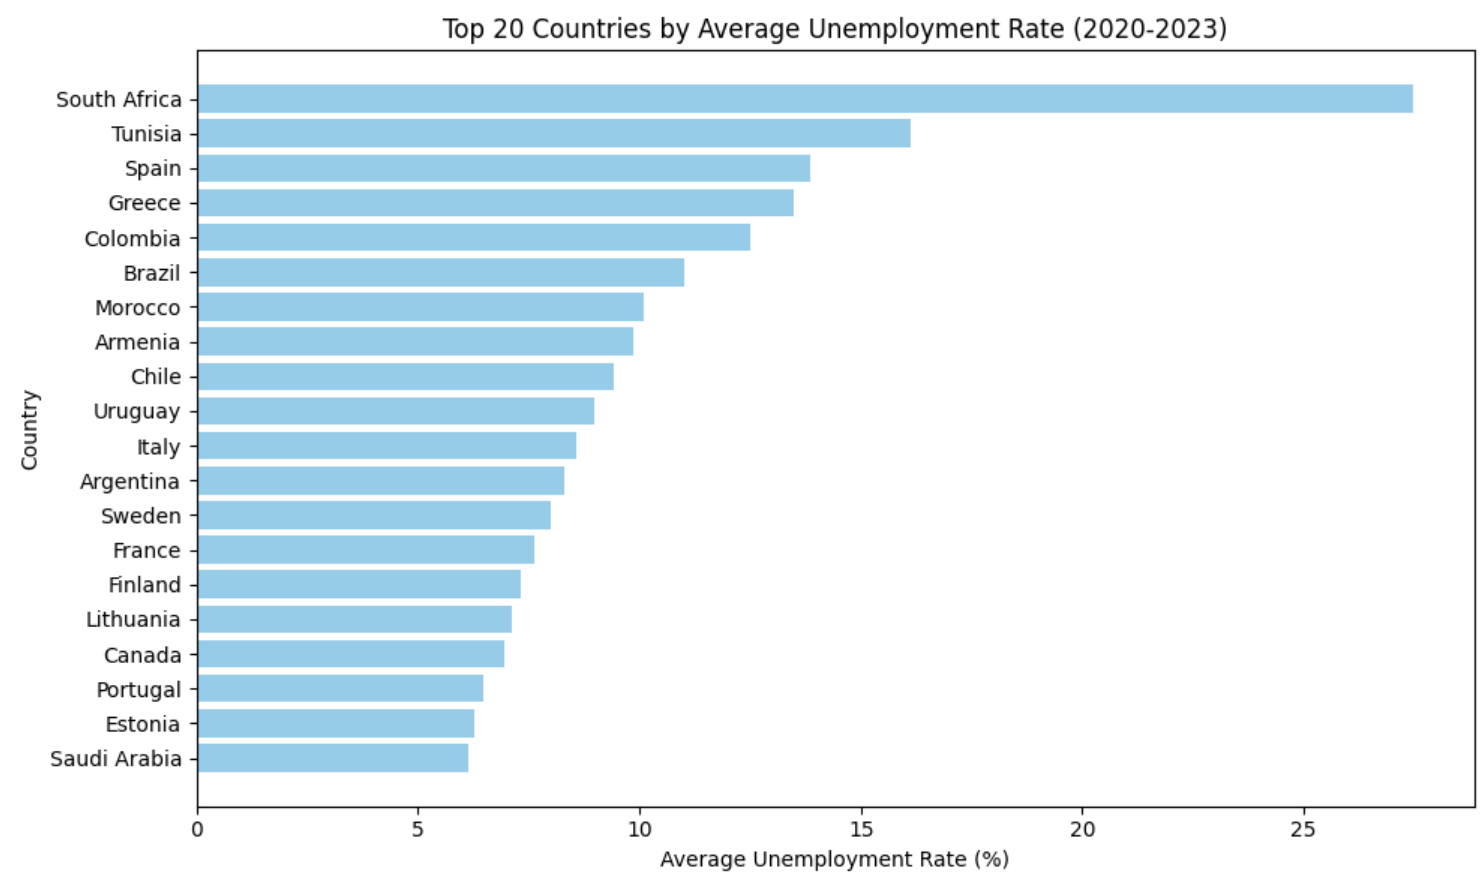 Top 20 Countries by Average Unemployment Rate (2020-2023)
Country
South Africa
Tunisia
Spain
Greece
Colombia
Brazil
Morocco
Armenia
Chile
Uruguay
Italy
Argentina
Sweden
France
Finland
Lithuania
Canada
Portugal
Estonia
Saudi Arabia
0 5 10 15 20 25
Average Unemployment Rate (%)